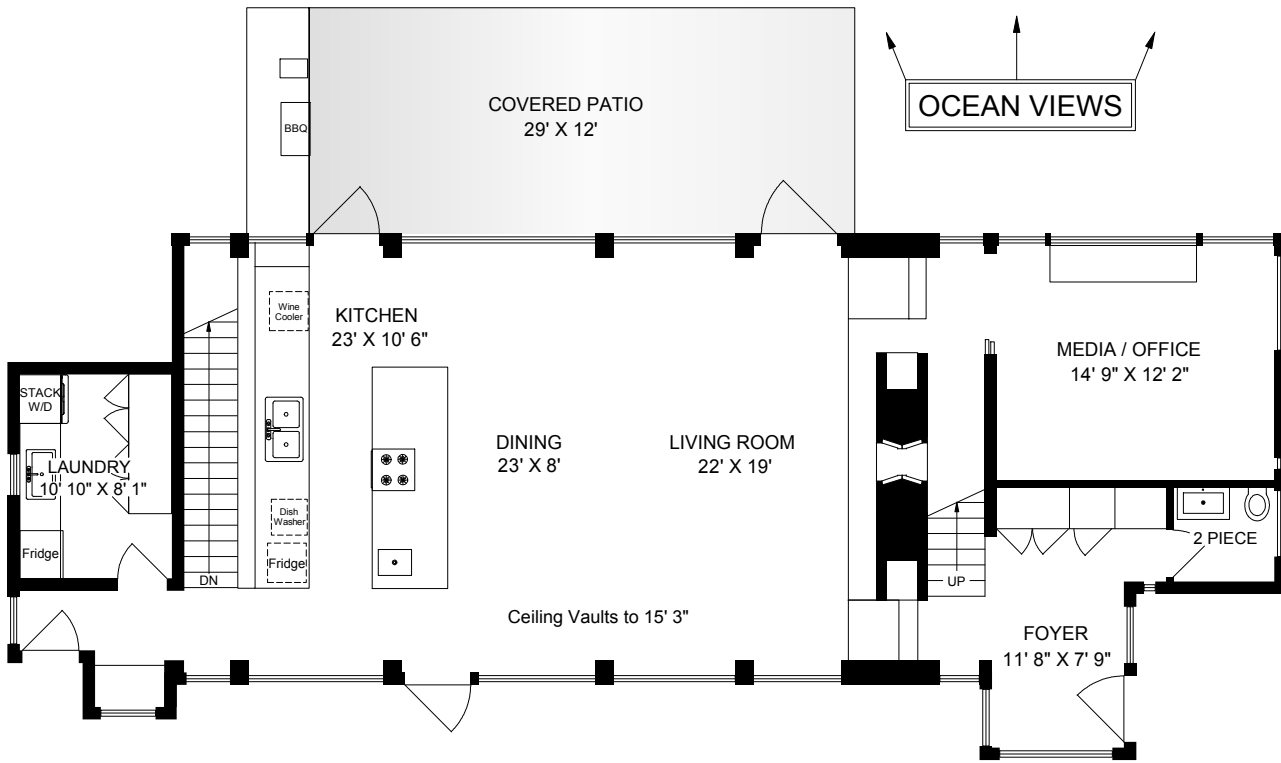 COVERED PATIO
29' X 12'
BBQ
OCEAN VIEWS
Wine
Cooler
KITCHEN
23' X 10' 6"
MEDIA / OFFICE
14' 9" X 12' 2"
STACK
W/D
LAUNDRY
10' 10" X 8' 1"
DINING
23' X 8'
LIVING ROOM
22' X 19'
Dish
Washer
Fridge
Fridge
DN
UP
2 PIECE
Ceiling Vaults to 15' 3"
FOYER
11' 8" X 7' 9"